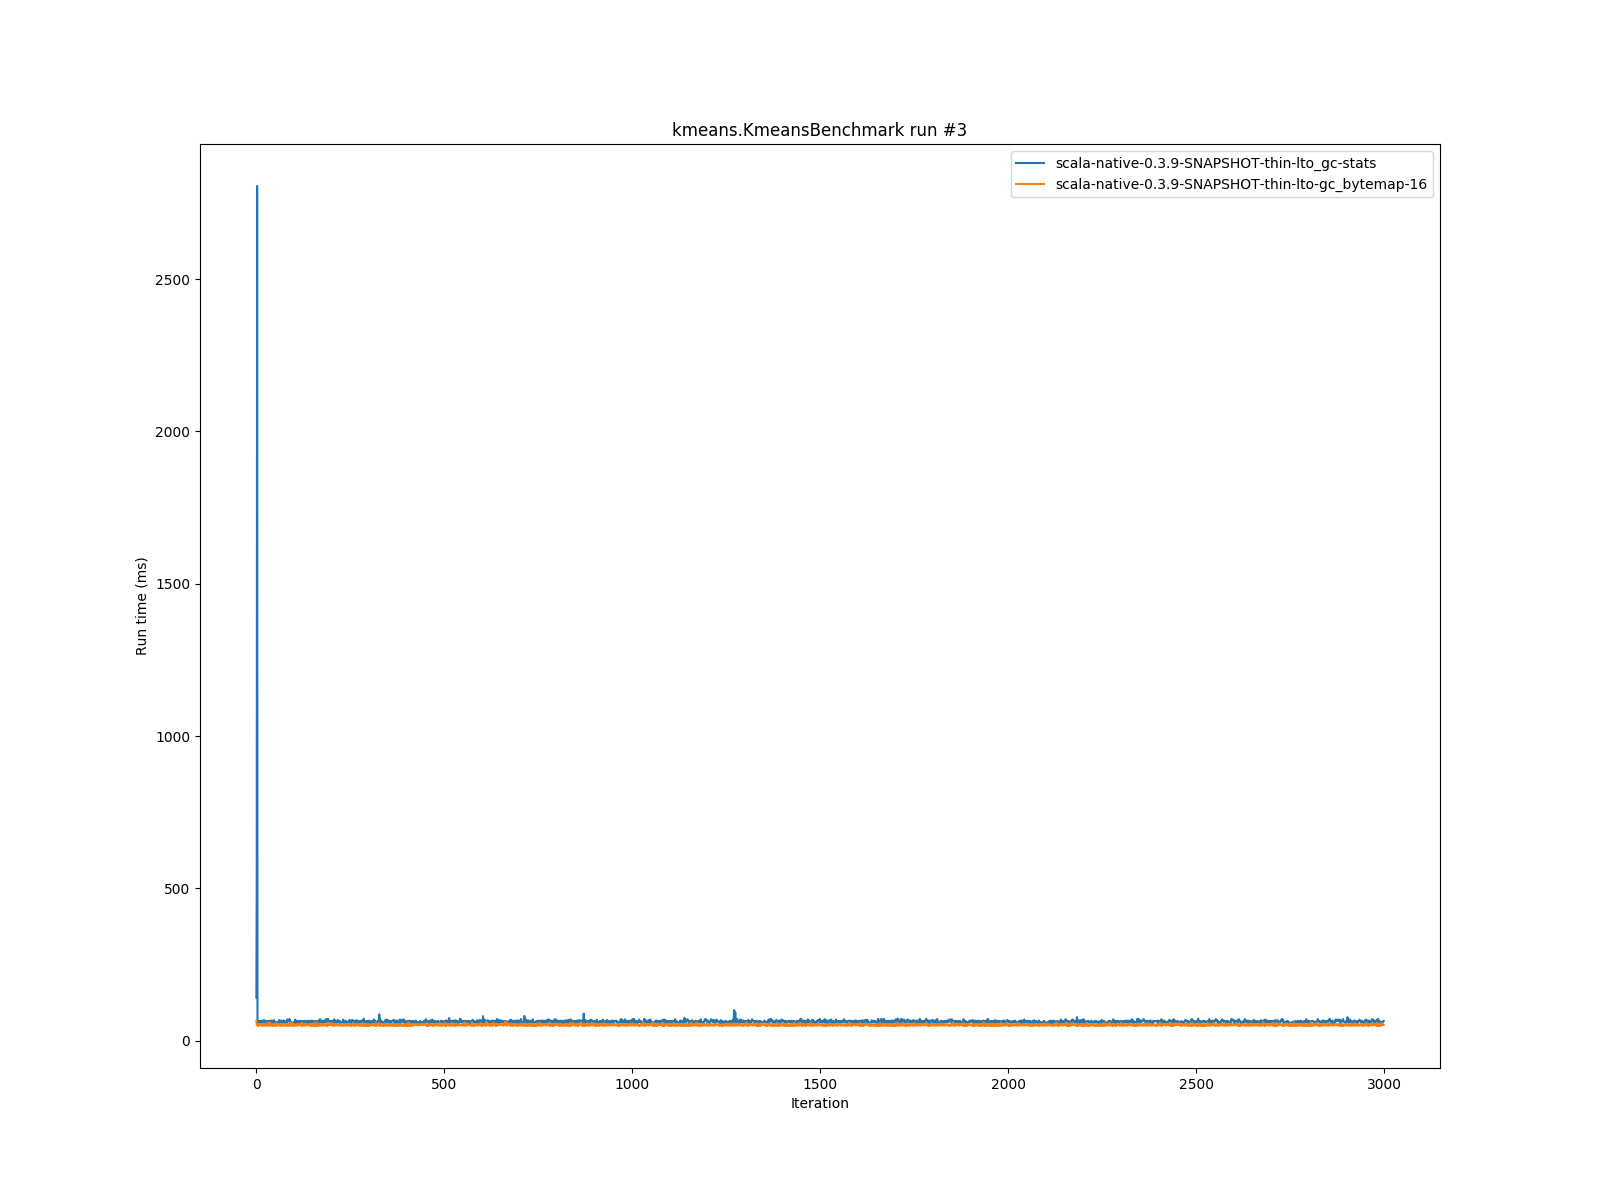 kmeans.KmeansBenchmark run #3
scala-native-0.3.9-SNAPSHOT-thin-lto_gc-stats
scala-native-0.3.9-SNAPSHOT-thin-lto-gc_bytemap-16
2500
2000
1500
1000
500
0
Run time (ms)
0 500 1000 1500 2000 2500 3000
Iteration